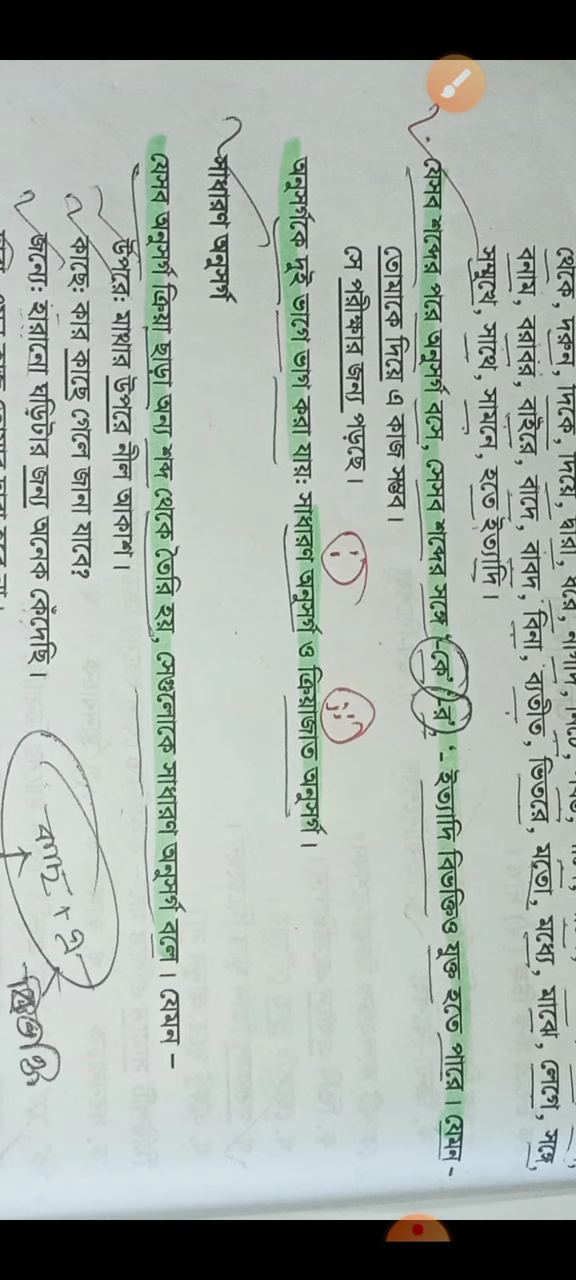 থেকে, দরুন, দিকে, দিয়ে, দ্বারা, ধরে,
বনাম, বরাবর, বাইরে, বাদে, বাবদ, বিনা, ব্যতীত, ভিতরে, মতো, মধ্যে, মাঝে, লেগে, সঙ্গে,
সম্মুখে, সাথে, সামনে, হতে ইত্যাদি।
যেসব শব্দের পরে অনুসর্গ বসে, সেসব শব্দের সঙ্গে '-কে' '-র' '- ইত্যাদি বিভক্তিও যুক্ত হতে পারে। যেমন –
তোমাকে দিয়ে এ কাজ সম্ভব।
সে পরীক্ষার জন্য পড়ছে।
অনুসর্গকে দুই ভাগে ভাগ করা যায়: সাধারণ অনুসর্গ ও ক্রিয়াজাত অনুসর্গ।
সাধারণ অনুসর্গ
যেসব অনুসর্গ ক্রিয়া ছাড়া অন্য শব্দ থেকে তৈরি হয়, সেগুলোকে সাধারণ অনুসর্গ বলে। যেমন –
উপরে: মাথার উপরে নীল আকাশ।
কাছে: কার কাছে গেলে জানা যাবে?
জন্যে: হারানো ঘড়িটার জন্য অনেক কেঁদেছি।
বিভক্তি